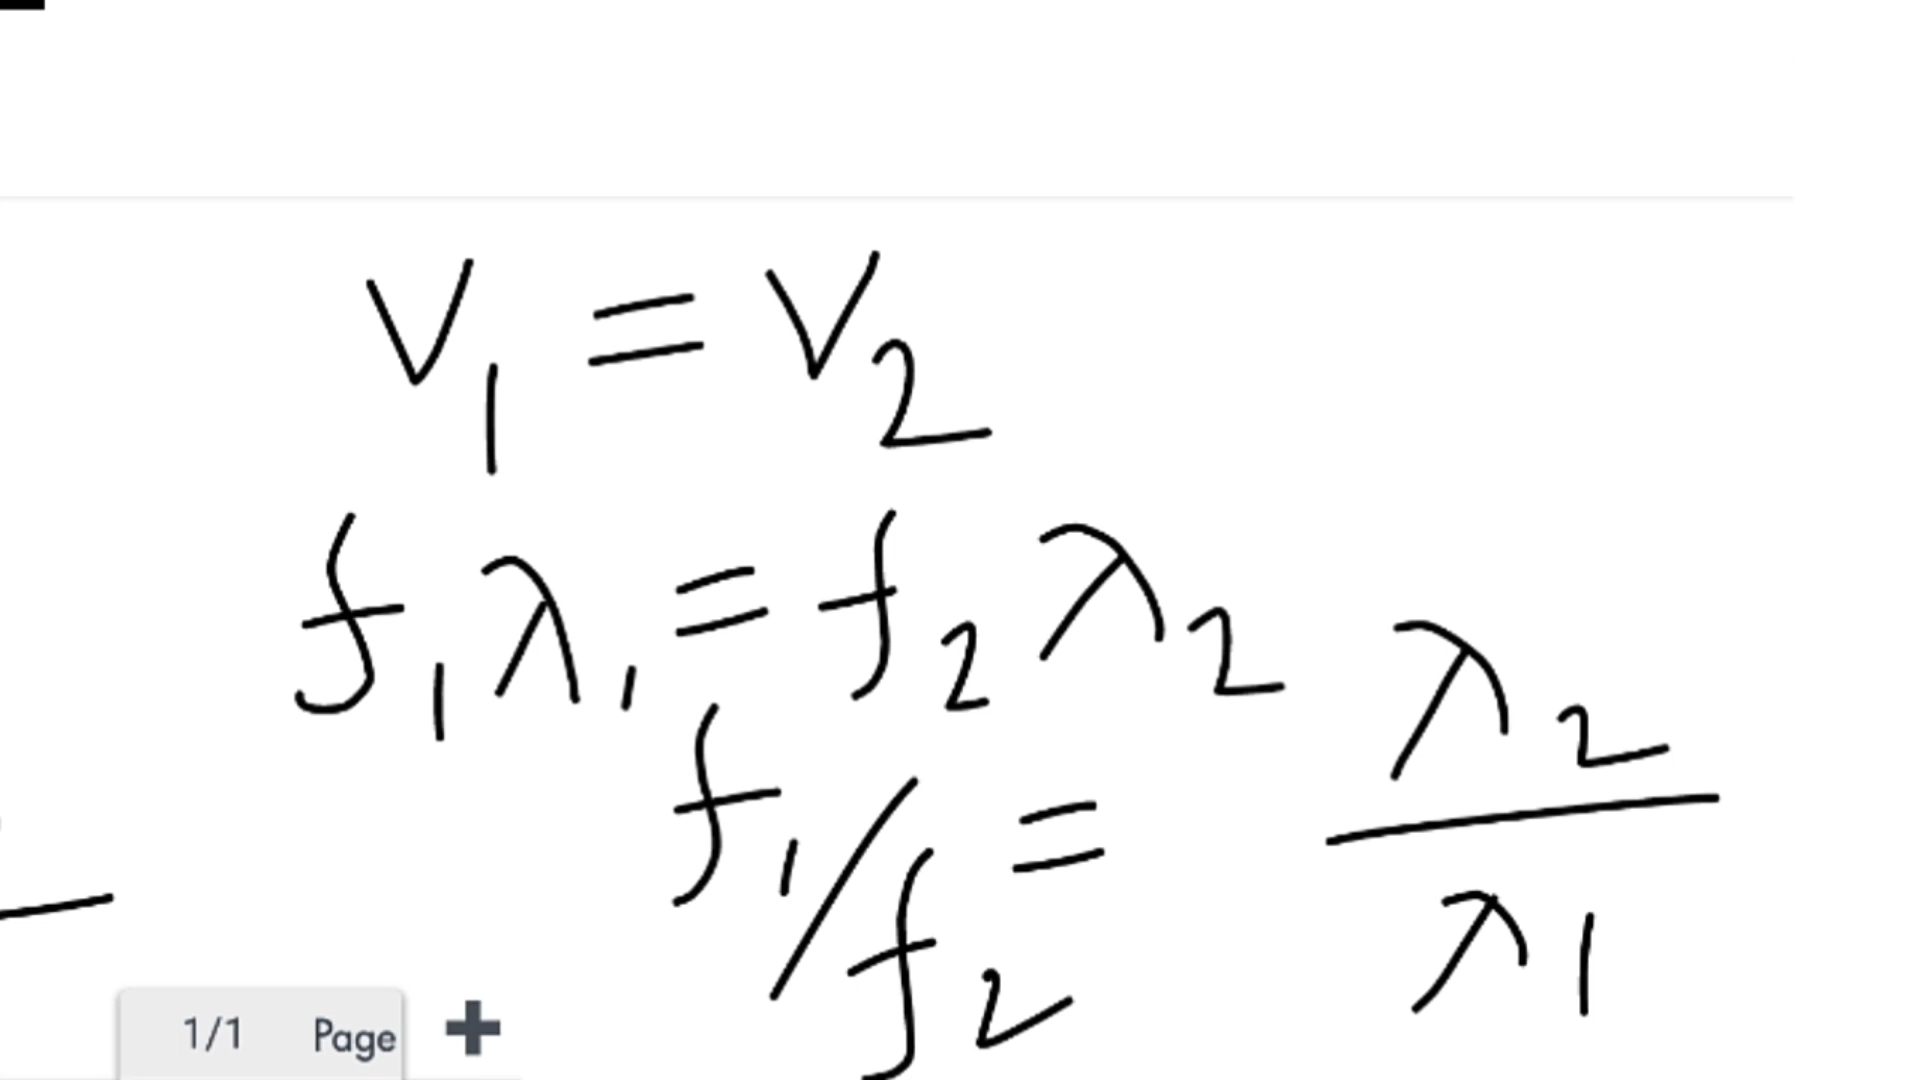 V₁ = V₂
f₁λ₁ = f₂λ₂
f₁/f₂ = λ₂/λ₁
1/1 Page +